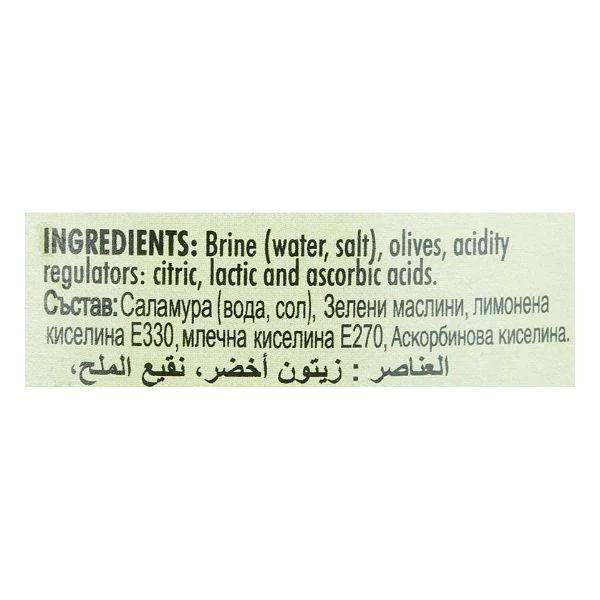 INGREDIENTS: Brine (water, salt), olives, acidity
regulators: citric, lactic and ascorbic acids.
Състав: Саламура (вода, сол), Зелени маслини, лимонена
киселина Е330, млечна киселина Е270, Аскорбинова киселина.
العناصر : زيتون أخضر، نقيع الملح،